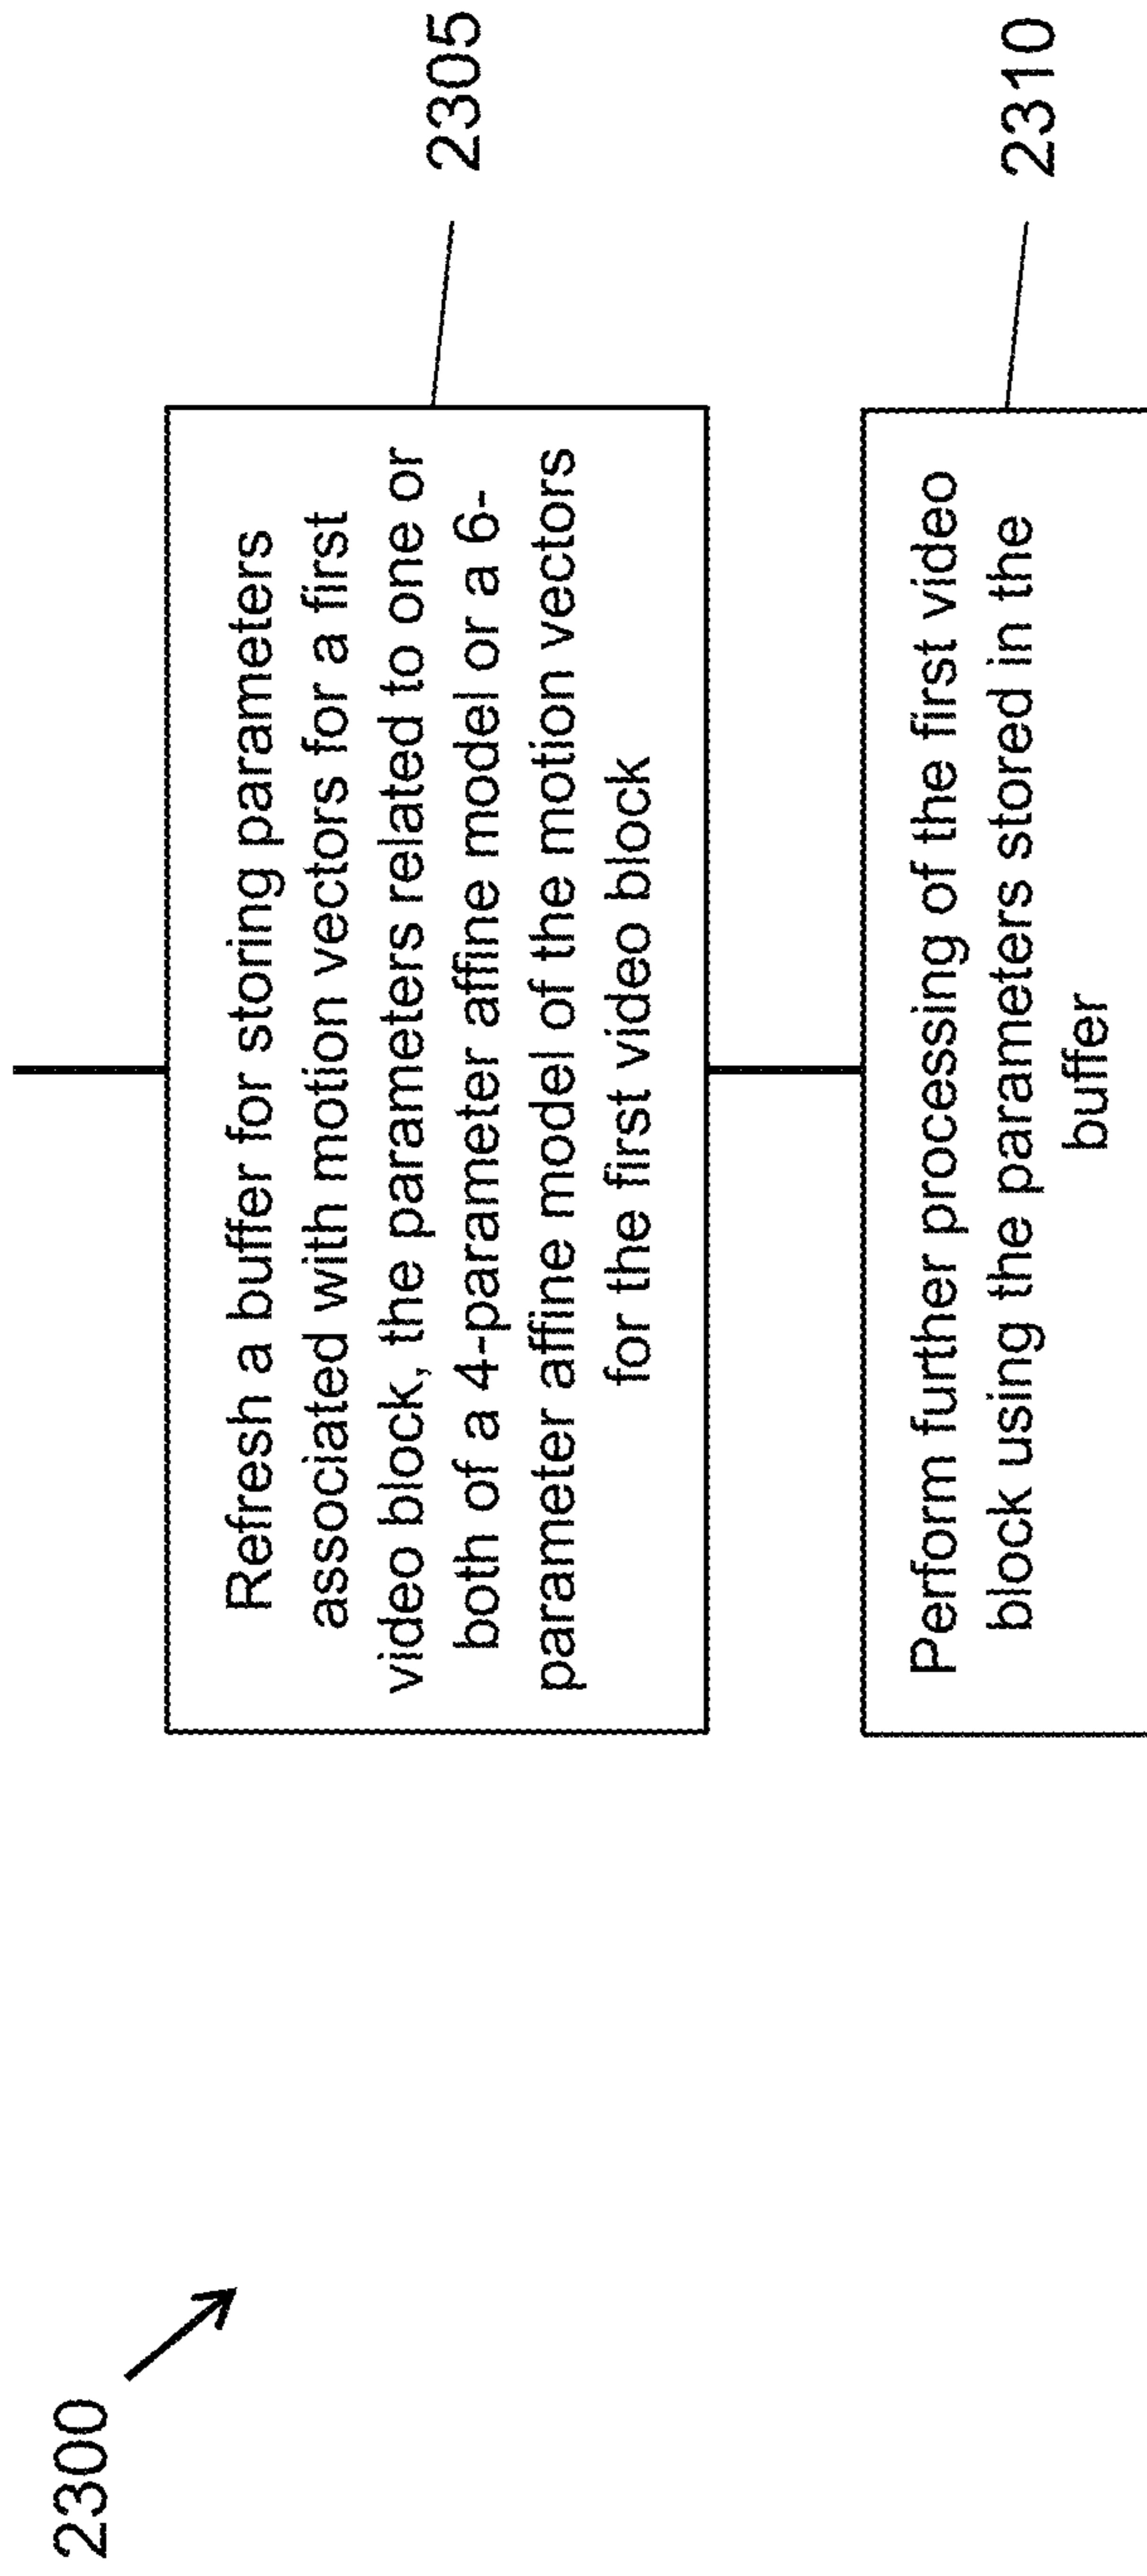 2300
Refresh a buffer for storing parameters
associated with motion vectors for a first
video block, the parameters related to one or
both of a 4-parameter affine model or a 6-
parameter affine model of the motion vectors
for the first video block
2305
Perform further processing of the first video
block using the parameters stored in the
buffer
2310